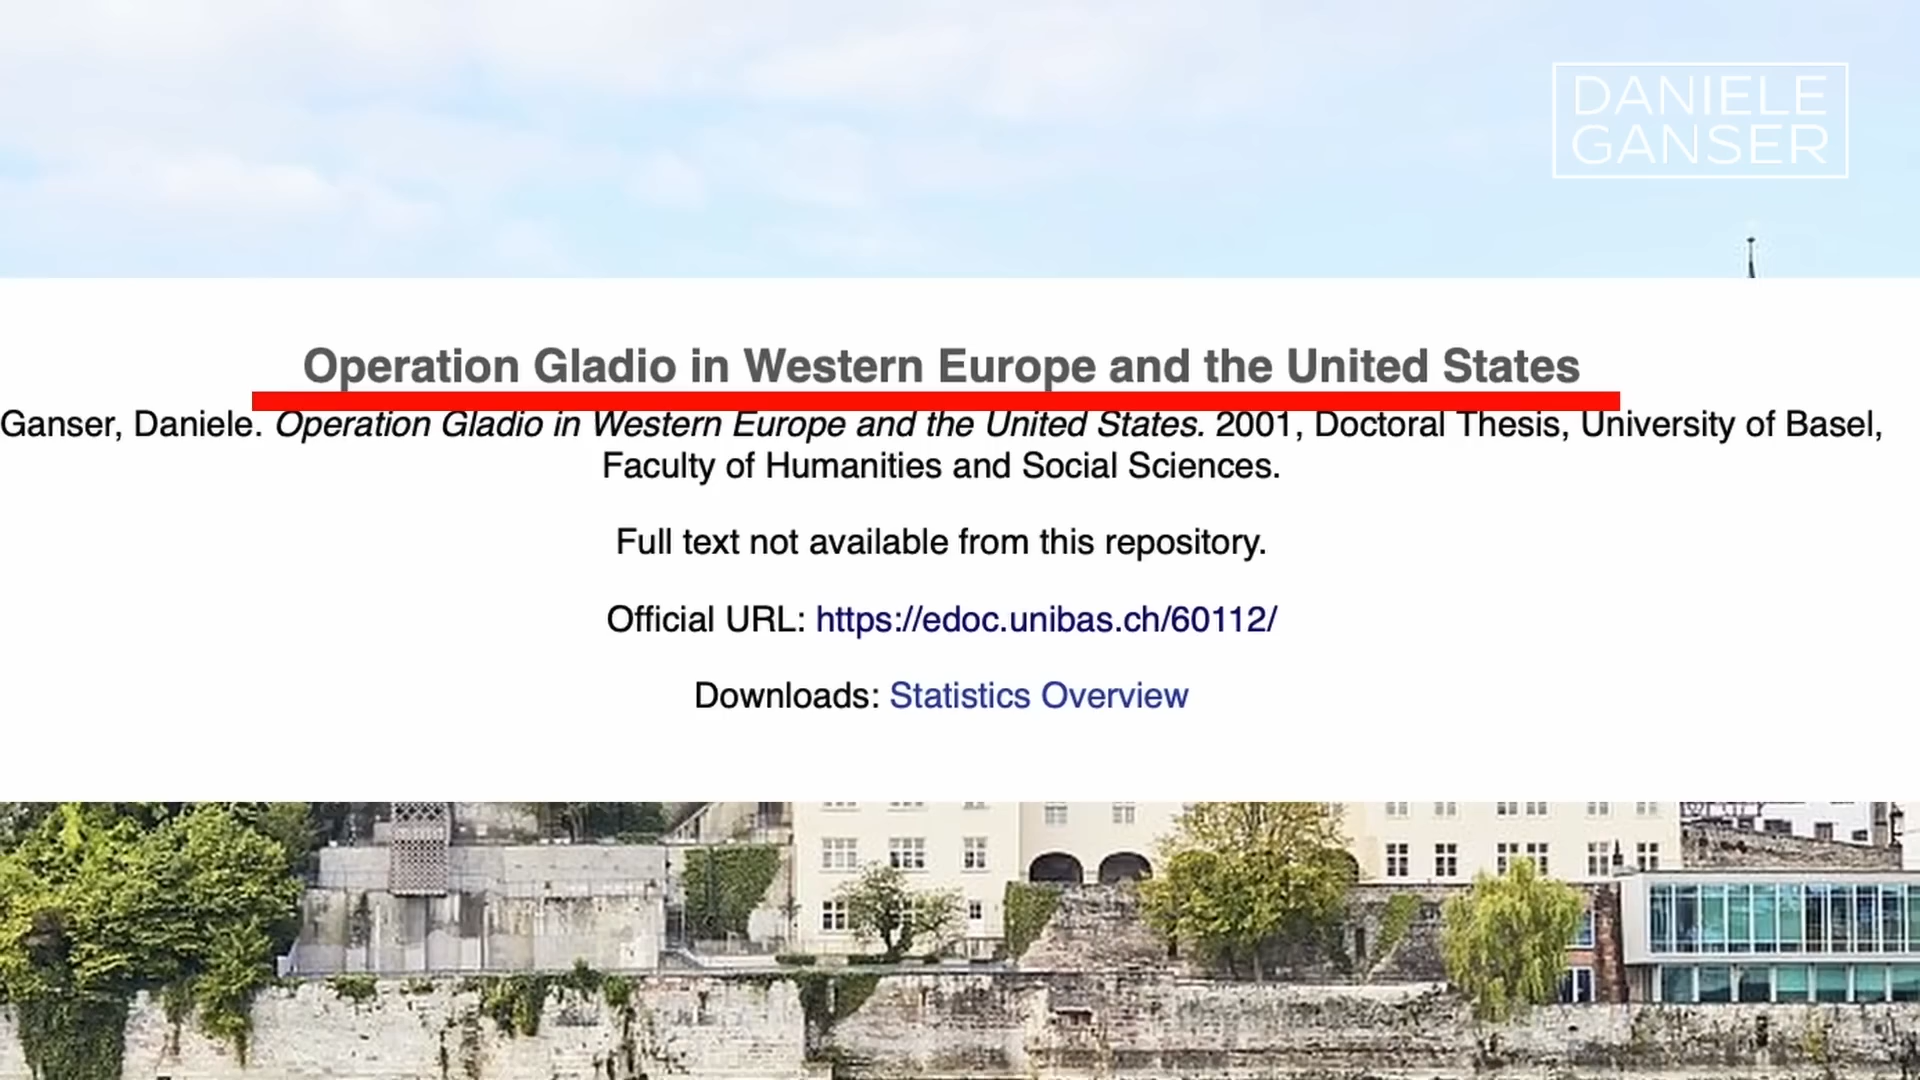 DANIELE
GANSER
Operation Gladio in Western Europe and the United States
Ganser, Daniele. Operation Gladio in Western Europe and the United States. 2001, Doctoral Thesis, University of Basel,
Faculty of Humanities and Social Sciences.
Full text not available from this repository.
Official URL: https://edoc.unibas.ch/60112/
Downloads: Statistics Overview